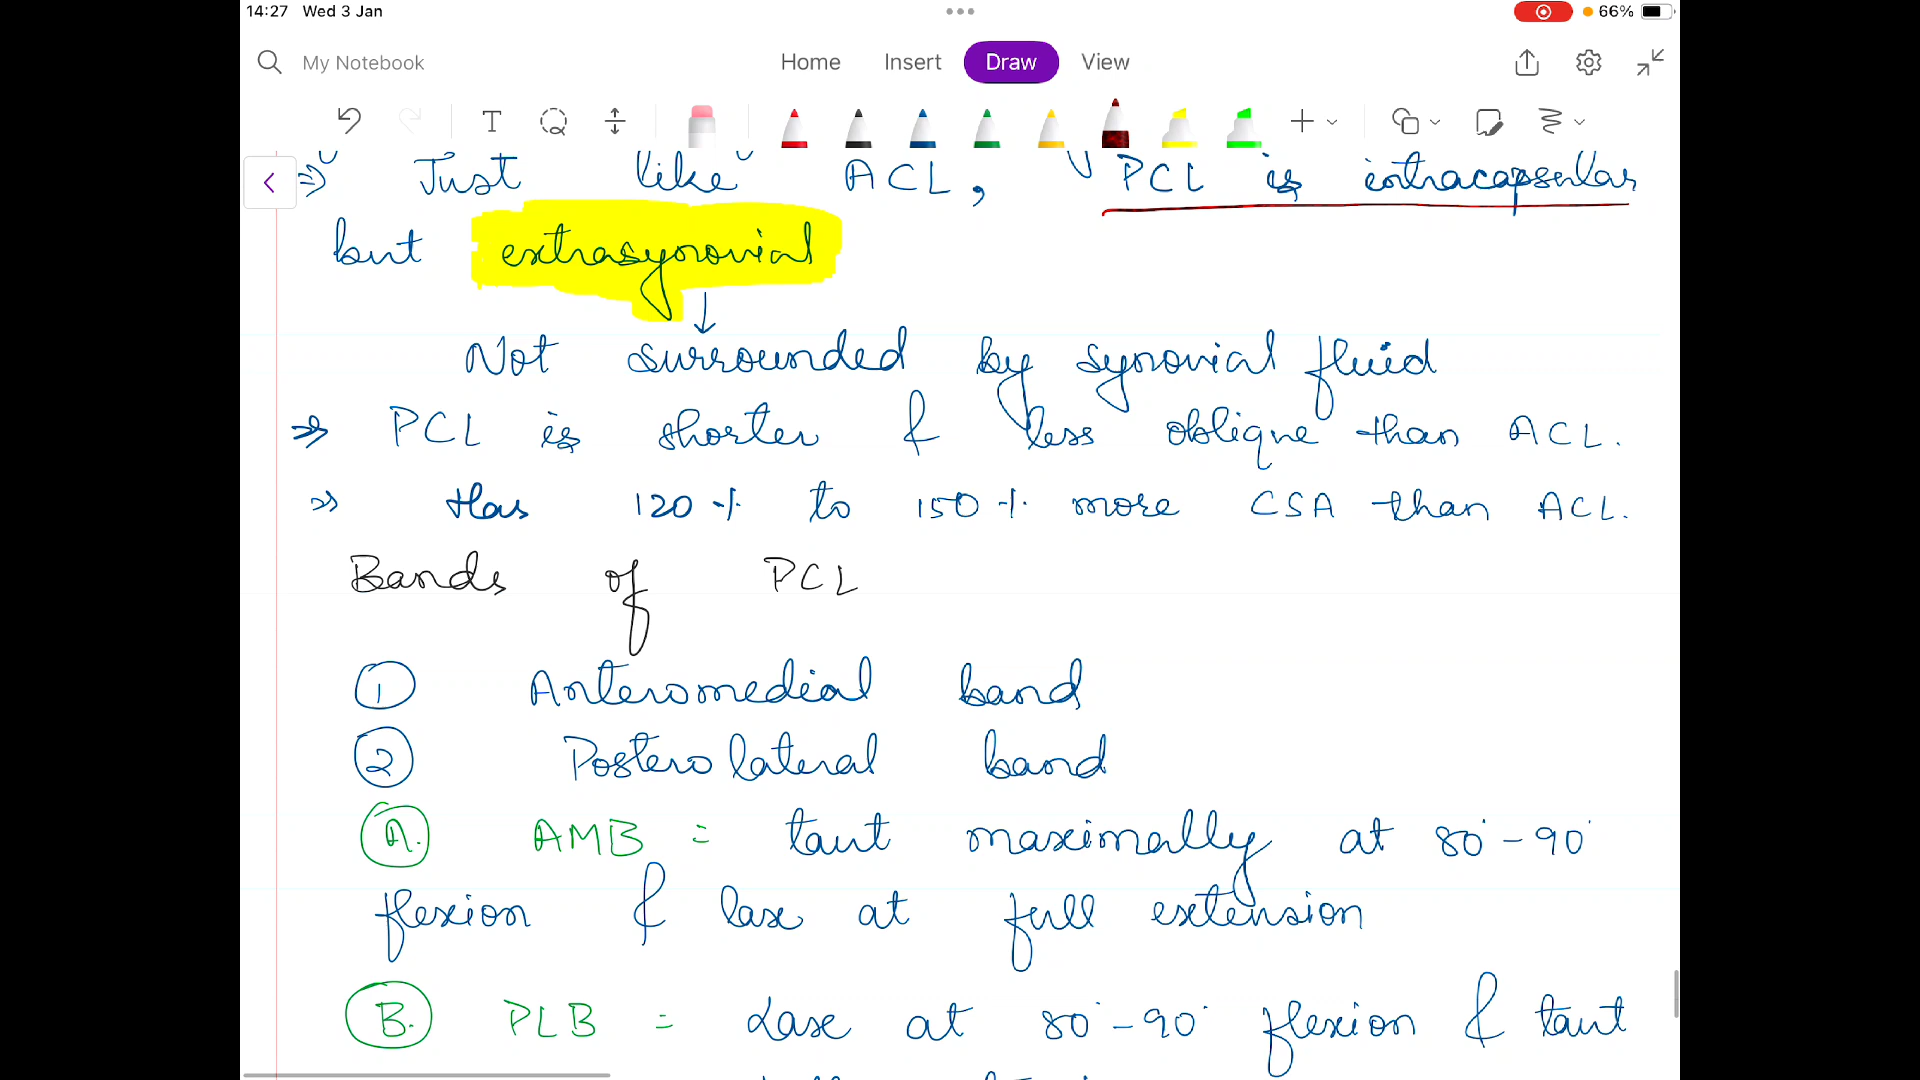 14:27 Wed 3 Jan
66%
My Notebook
Home Insert Draw View
⇒ Just like ACL, PCL is intracapsular
but extrasynovial
↓
Not surrounded by synovial fluid
⇒ PCL is shorter & less oblique than ACL.
⇒ Has 120% to 150% more CSA than ACL.
Bands of PCL
① Anteromedial band
② Posterolateral band
A. AMB = taut maximally at 80°-90°
flexion & lax at full extension
B. PLB = Lax at 80°-90° flexion & taut